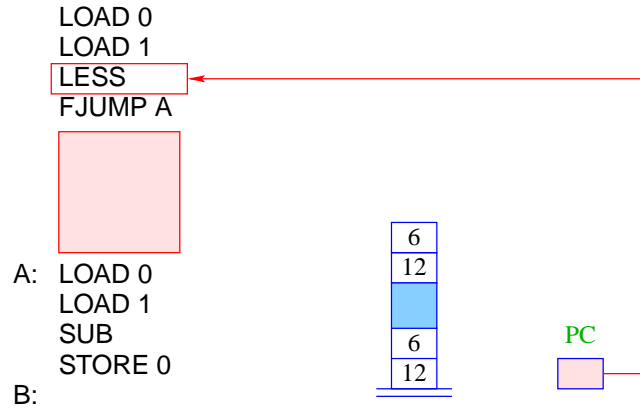 LOAD 0
LOAD 1
LESS
FJUMP A
A: LOAD 0
LOAD 1
SUB
STORE 0
B:
6
12
6
12
PC